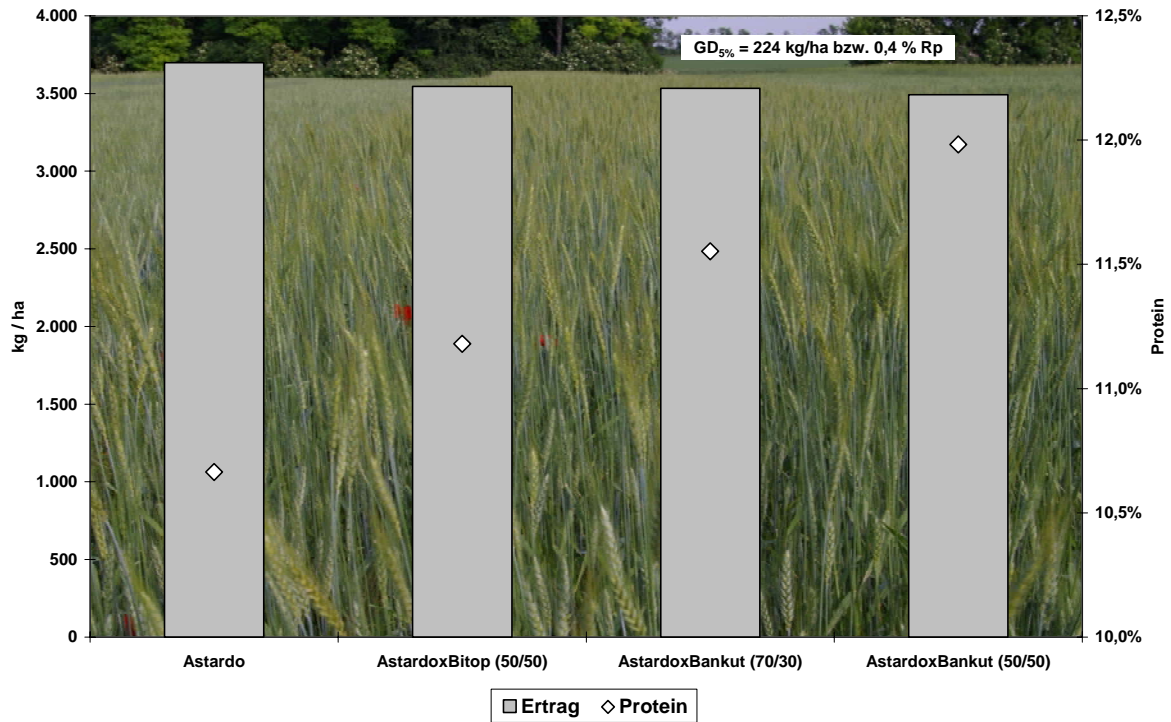 4.000
3.500
3.000
2.500
2.000
1.500
1.000
500
0
kg / ha
GD5% = 224 kg/ha bzw. 0,4 % Rp
12,5%
12,0%
11,5%
11,0%
10,5%
10,0%
Protein
Astardo
AstardoxBitop (50/50)
AstardoxBankut (70/30)
AstardoxBankut (50/50)
Ertrag
Protein